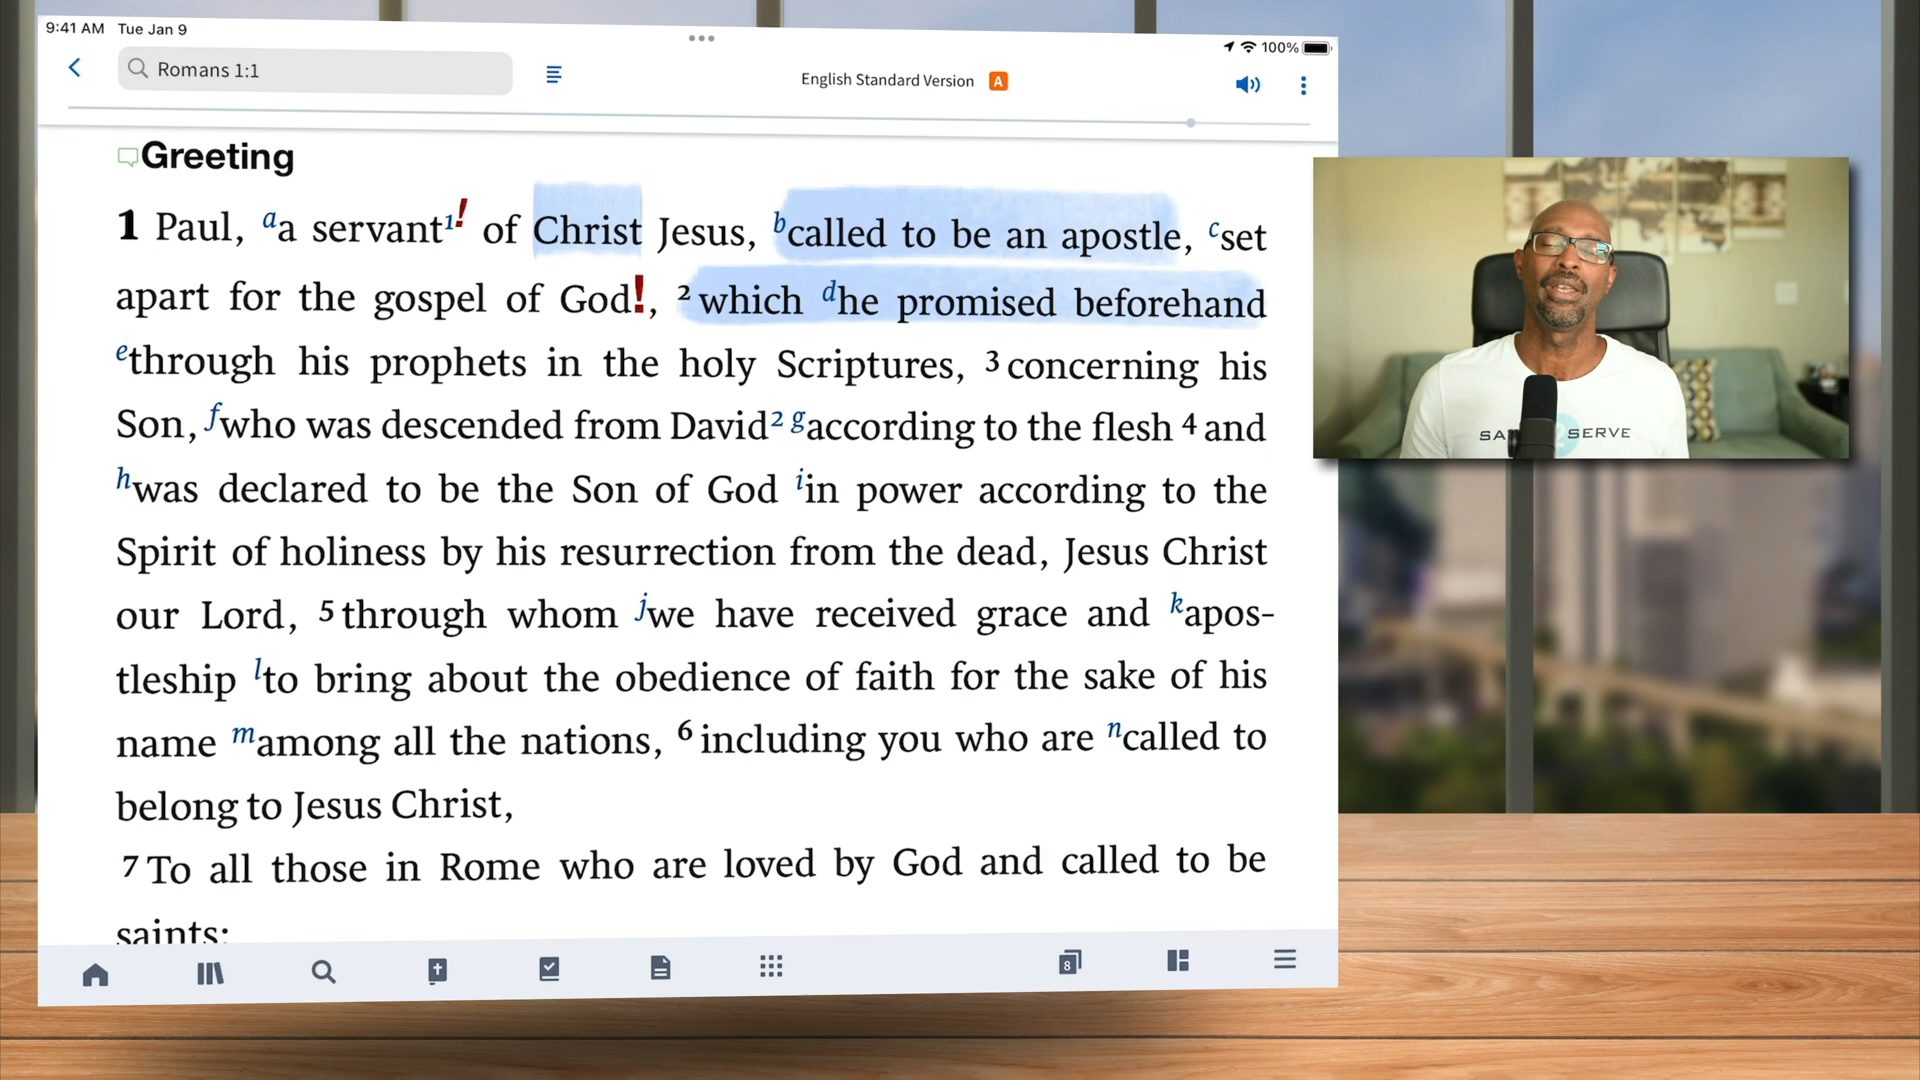 9:41 AM Tue Jan 9
100%
Romans 1:1
English Standard Version A
Greeting
1 Paul, a a servant1! of Christ Jesus, b called to be an apostle, c set
apart for the gospel of God!, 2 which d he promised beforehand
e through his prophets in the holy Scriptures, 3 concerning his
Son, f who was descended from David2 g according to the flesh 4 and
h was declared to be the Son of God i in power according to the
Spirit of holiness by his resurrection from the dead, Jesus Christ
our Lord, 5 through whom j we have received grace and k apos-
tleship l to bring about the obedience of faith for the sake of his
name m among all the nations, 6 including you who are n called to
belong to Jesus Christ,
7 To all those in Rome who are loved by God and called to be
saints:
8
SERVE